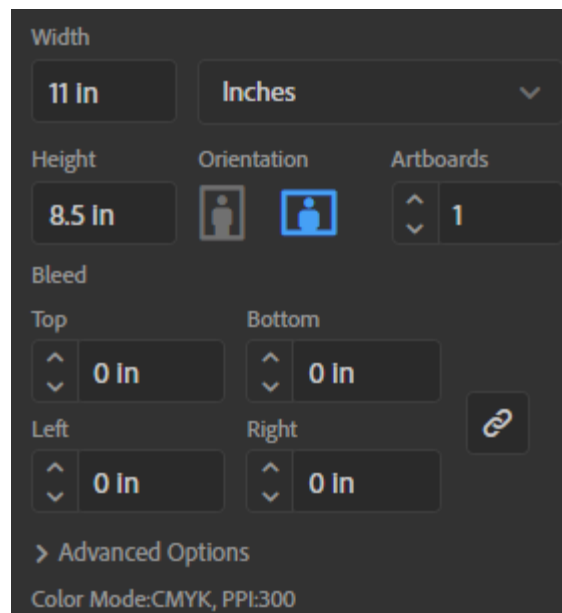 Width
11 in
Inches
Height
Orientation
Artboards
8.5 in
1
Bleed
Top
Bottom
0 in
0 in
Left
Right
0 in
0 in
Advanced Options
Color Mode:CMYK, PPI:300